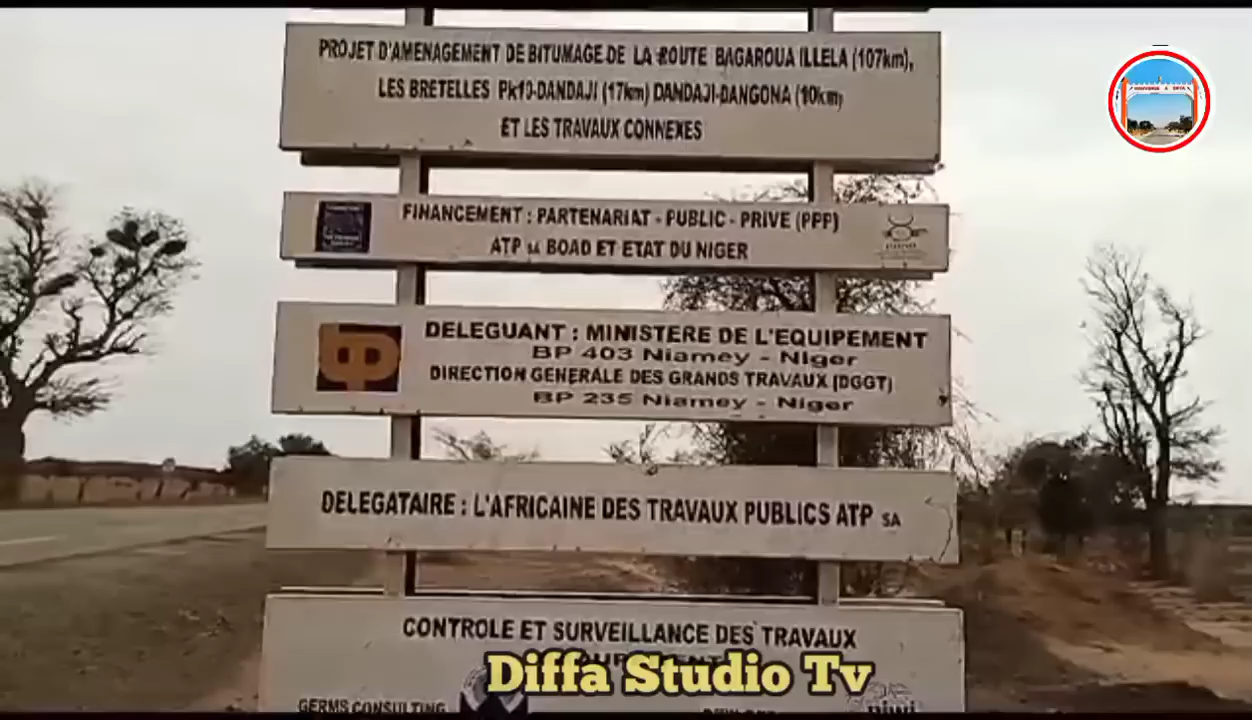 PROJET D'AMENAGEMENT DE BITUMAGE DE LA ROUTE BAGAROUA ILLELA (107km),
LES BRETELLES Pk10-DANDAJI (17km) DANDAJI-DANGONA (10km)
ET LES TRAVAUX CONNEXES
FINANCEMENT : PARTENARIAT - PUBLIC - PRIVE (PPP)
ATP SA BOAD ET ETAT DU NIGER
DELEGUANT : MINISTERE DE L'EQUIPEMENT
BP 403 Niamey - Niger
DIRECTION GENERALE DES GRANDS TRAVAUX (DGGT)
BP 235 Niamey - Niger
DELEGATAIRE : L'AFRICAINE DES TRAVAUX PUBLICS ATP SA
CONTROLE ET SURVEILLANCE DES TRAVAUX
Diffa Studio Tv
GERMS CONSULTING